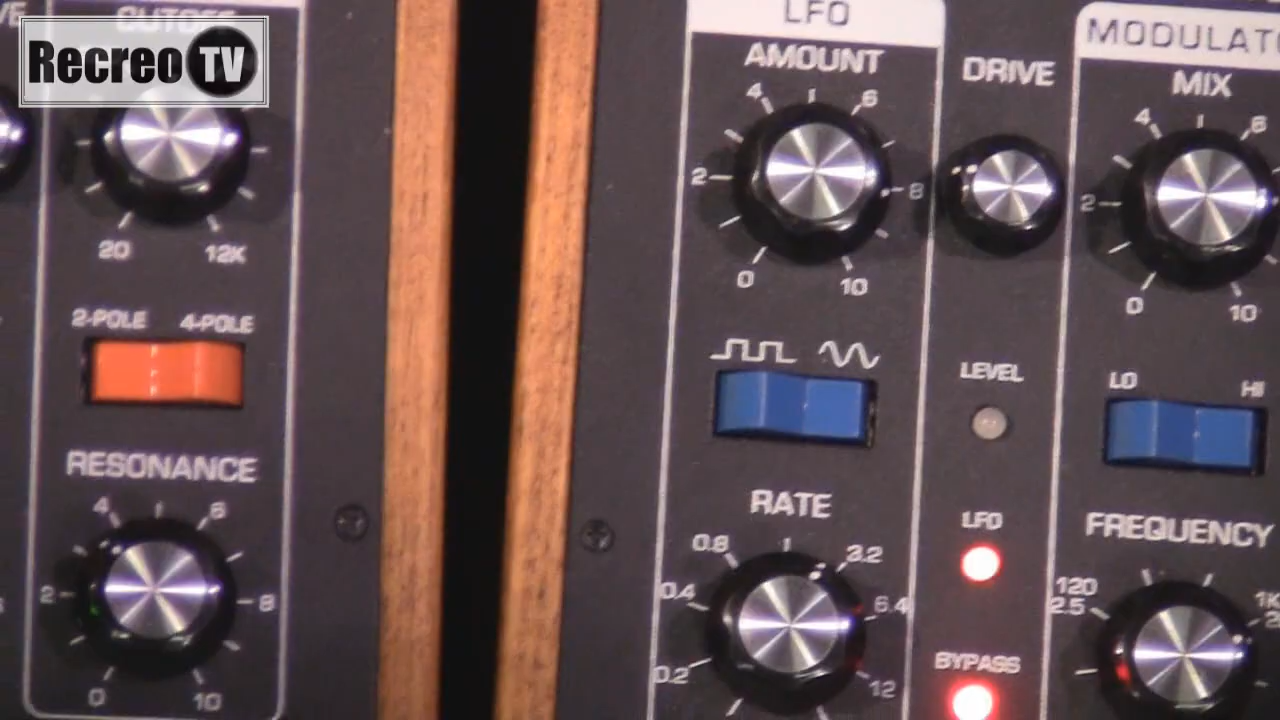 Recreo TV
CUTOFF
20 12K
2-POLE 4-POLE
RESONANCE
4 6
2 8
0 10
LFO
AMOUNT
4 6
2 8
0 10
RATE
0.8 3.2
0.4 6.4
0.2 12
DRIVE
LEVEL
LFO
BYPASS
MIX
4 6
2
0 10
LO HI
FREQUENCY
120
2.5